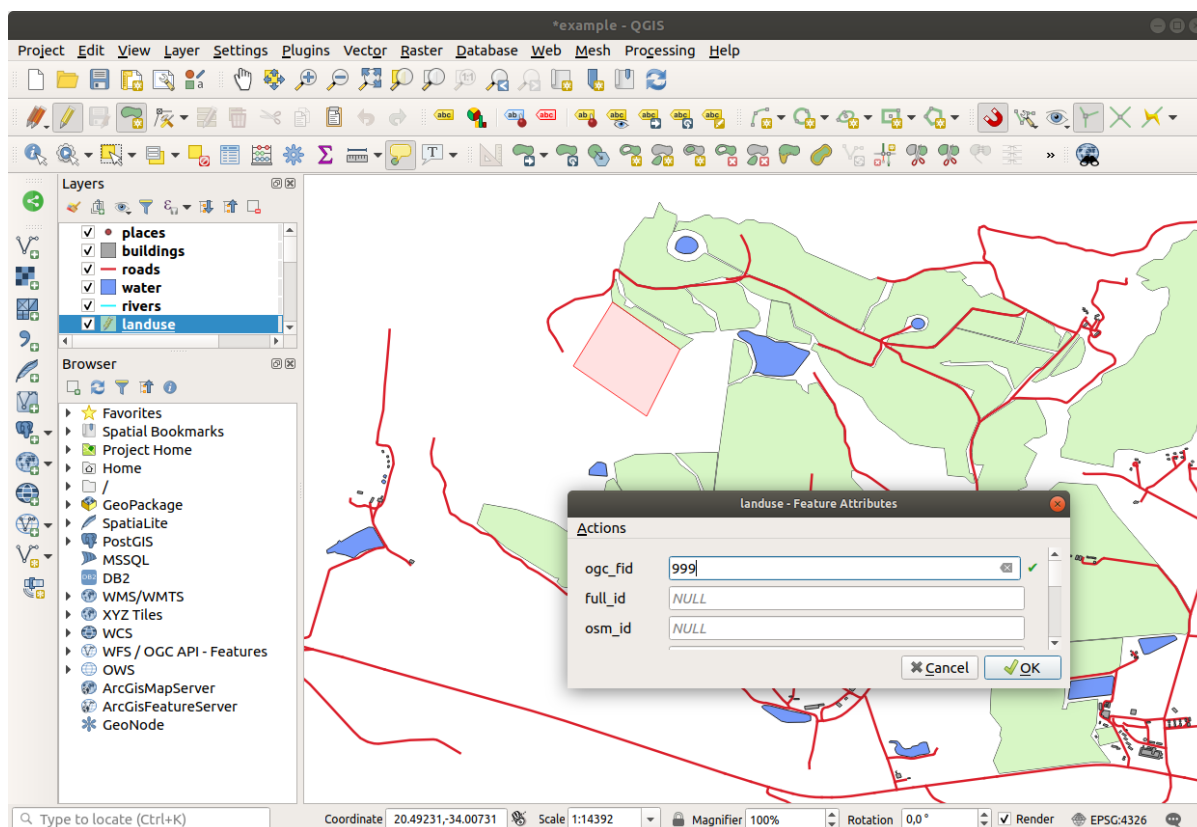 *example - QGIS
Project Edit View Layer Settings Plugins Vector Raster Database Web Mesh Processing Help
Layers
places
buildings
roads
water
rivers
landuse
Browser
Favorites
Spatial Bookmarks
Project Home
Home
/
GeoPackage
SpatiaLite
PostGIS
MSSQL
DB2
WMS/WMTS
XYZ Tiles
WCS
WFS / OGC API - Features
OWS
ArcGisMapServer
ArcGisFeatureServer
GeoNode
landuse - Feature Attributes
Actions
ogc_fid 999
full_id NULL
osm_id NULL
Cancel OK
Type to locate (Ctrl+K) Coordinate 20.49231,-34.00731 Scale 1:14392 Magnifier 100% Rotation 0,0 ° Render EPSG:4326